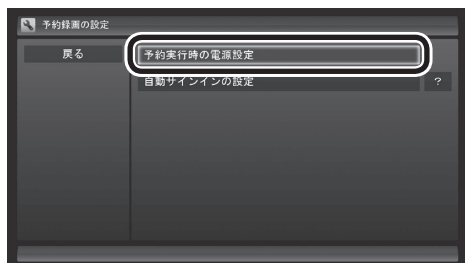 予約録画の設定
戻る
予約実行時の電源設定
自動サインインの設定
?